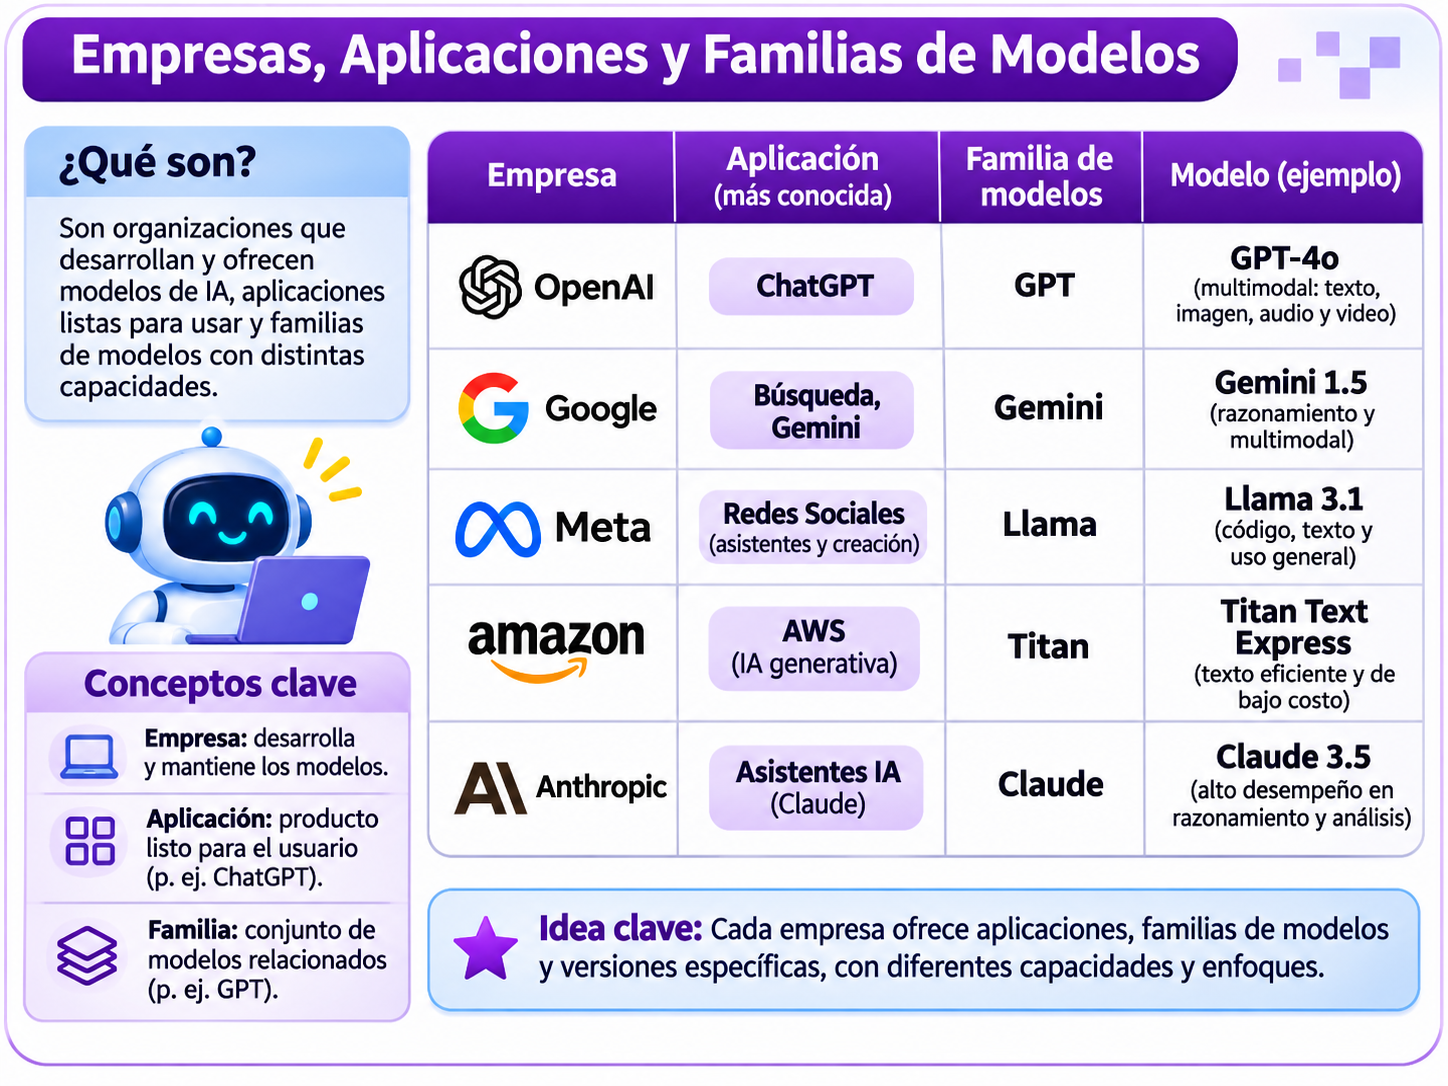 Empresas, Aplicaciones y Familias de Modelos
¿Qué son?
Son organizaciones que
desarrollan y ofrecen
modelos de IA, aplicaciones
listas para usar y familias
de modelos con distintas
capacidades.
Conceptos clave
Empresa: desarrolla
y mantiene los modelos.
Aplicación: producto
listo para el usuario
(p. ej. ChatGPT).
Familia: conjunto de
modelos relacionados
(p. ej. GPT).
Empresa
Aplicación
(más conocida)
Familia de
modelos
Modelo (ejemplo)
OpenAI
ChatGPT
GPT
GPT-4o
(multimodal: texto,
imagen, audio y video)
Google
Búsqueda,
Gemini
Gemini
Gemini 1.5
(razonamiento y
multimodal)
Meta
Redes Sociales
(asistentes y creación)
Llama
Llama 3.1
(código, texto y
uso general)
amazon
AWS
(IA generativa)
Titan
Titan Text
Express
(texto eficiente y de
bajo costo)
Anthropic
Asistentes IA
(Claude)
Claude
Claude 3.5
(alto desempeño en
razonamiento y análisis)
Idea clave: Cada empresa ofrece aplicaciones, familias de modelos
y versiones específicas, con diferentes capacidades y enfoques.